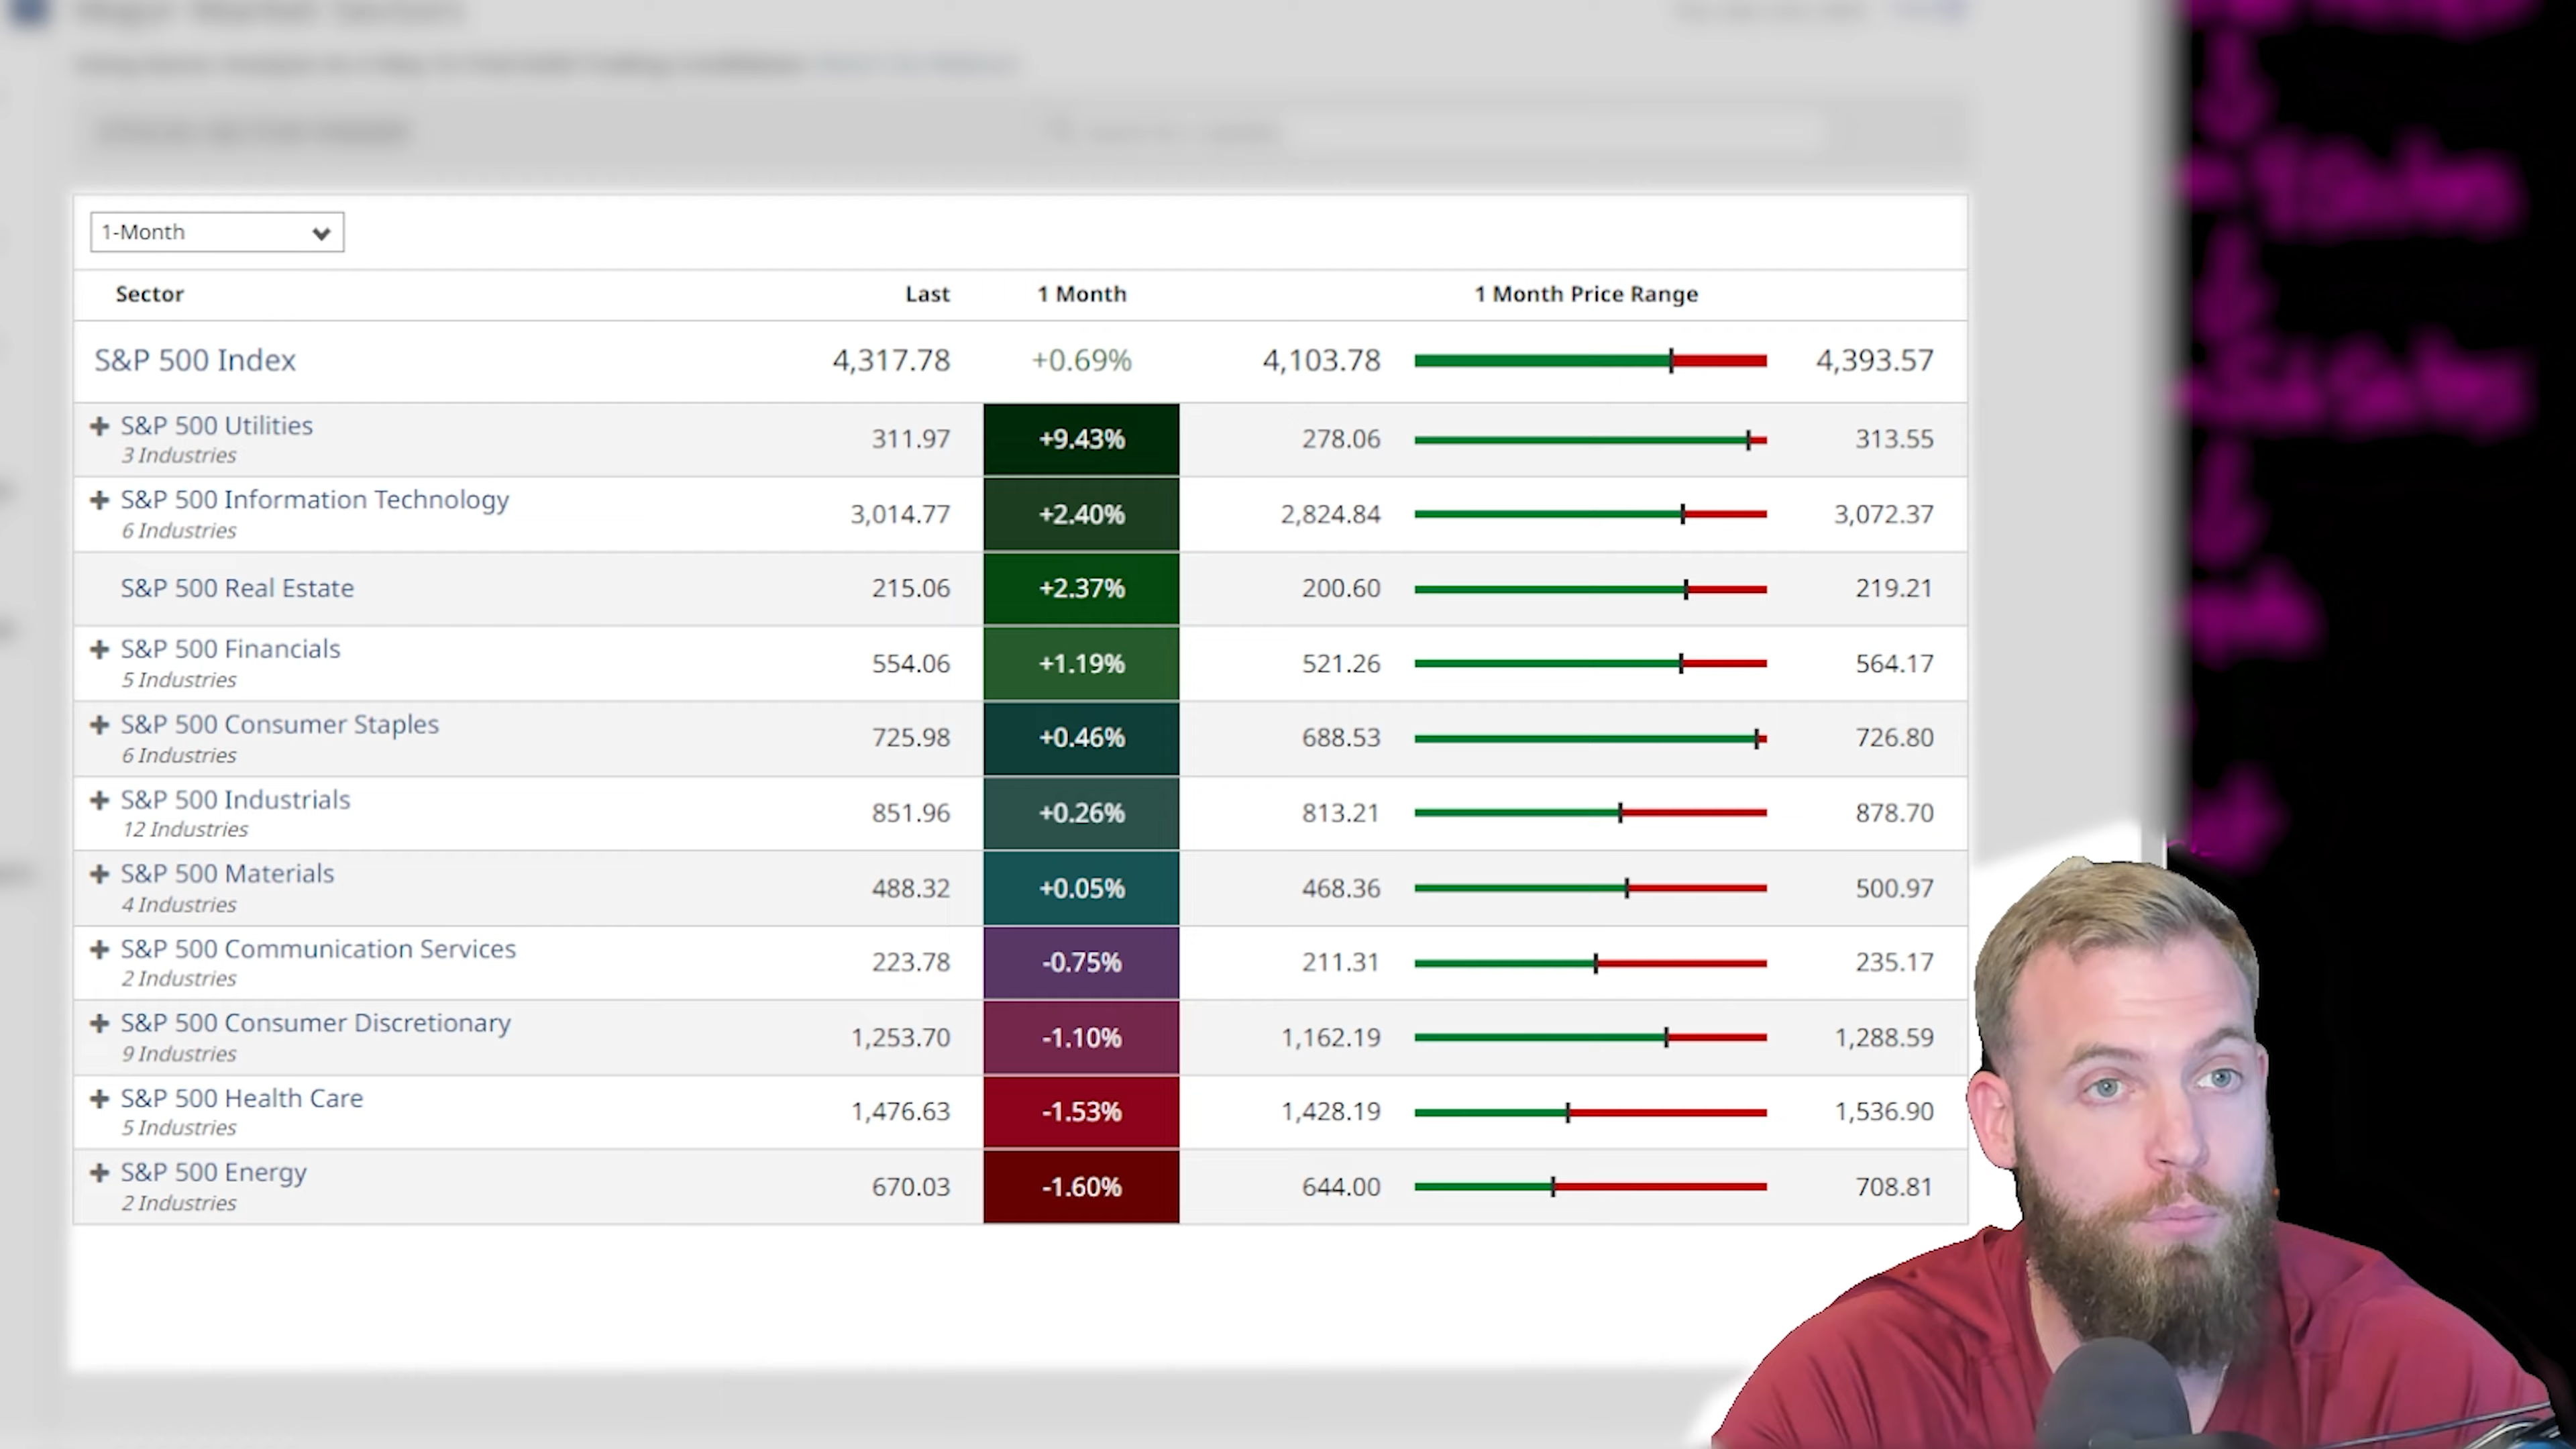 1-Month
Sector Last 1 Month 1 Month Price Range
S&P 500 Index 4,317.78 +0.69% 4,103.78 4,393.57
S&P 500 Utilities 311.97 +9.43% 278.06 313.55
3 Industries
S&P 500 Information Technology 3,014.77 +2.40% 2,824.84 3,072.37
6 Industries
S&P 500 Real Estate 215.06 +2.37% 200.60 219.21
S&P 500 Financials 554.06 +1.19% 521.26 564.17
5 Industries
S&P 500 Consumer Staples 725.98 +0.46% 688.53 726.80
6 Industries
S&P 500 Industrials 851.96 +0.26% 813.21 878.70
12 Industries
S&P 500 Materials 488.32 +0.05% 468.36 500.97
4 Industries
S&P 500 Communication Services 223.78 -0.75% 211.31 235.17
2 Industries
S&P 500 Consumer Discretionary 1,253.70 -1.10% 1,162.19 1,288.59
9 Industries
S&P 500 Health Care 1,476.63 -1.53% 1,428.19 1,536.90
5 Industries
S&P 500 Energy 670.03 -1.60% 644.00 708.81
2 Industries